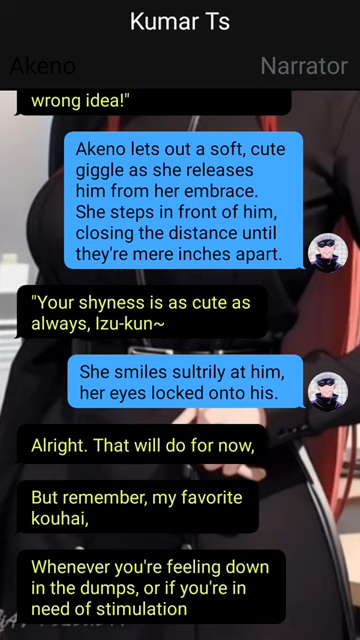 Kumar Ts
Akeno
Narrator
wrong idea!"
Akeno lets out a soft, cute
giggle as she releases
him from her embrace.
She steps in front of him,
closing the distance until
they're mere inches apart.
"Your shyness is as cute as
always, Izu-kun~
She smiles sultrily at him,
her eyes locked onto his.
Alright. That will do for now,
But remember, my favorite
kouhai,
Whenever you're feeling down
in the dumps, or if you're in
need of stimulation